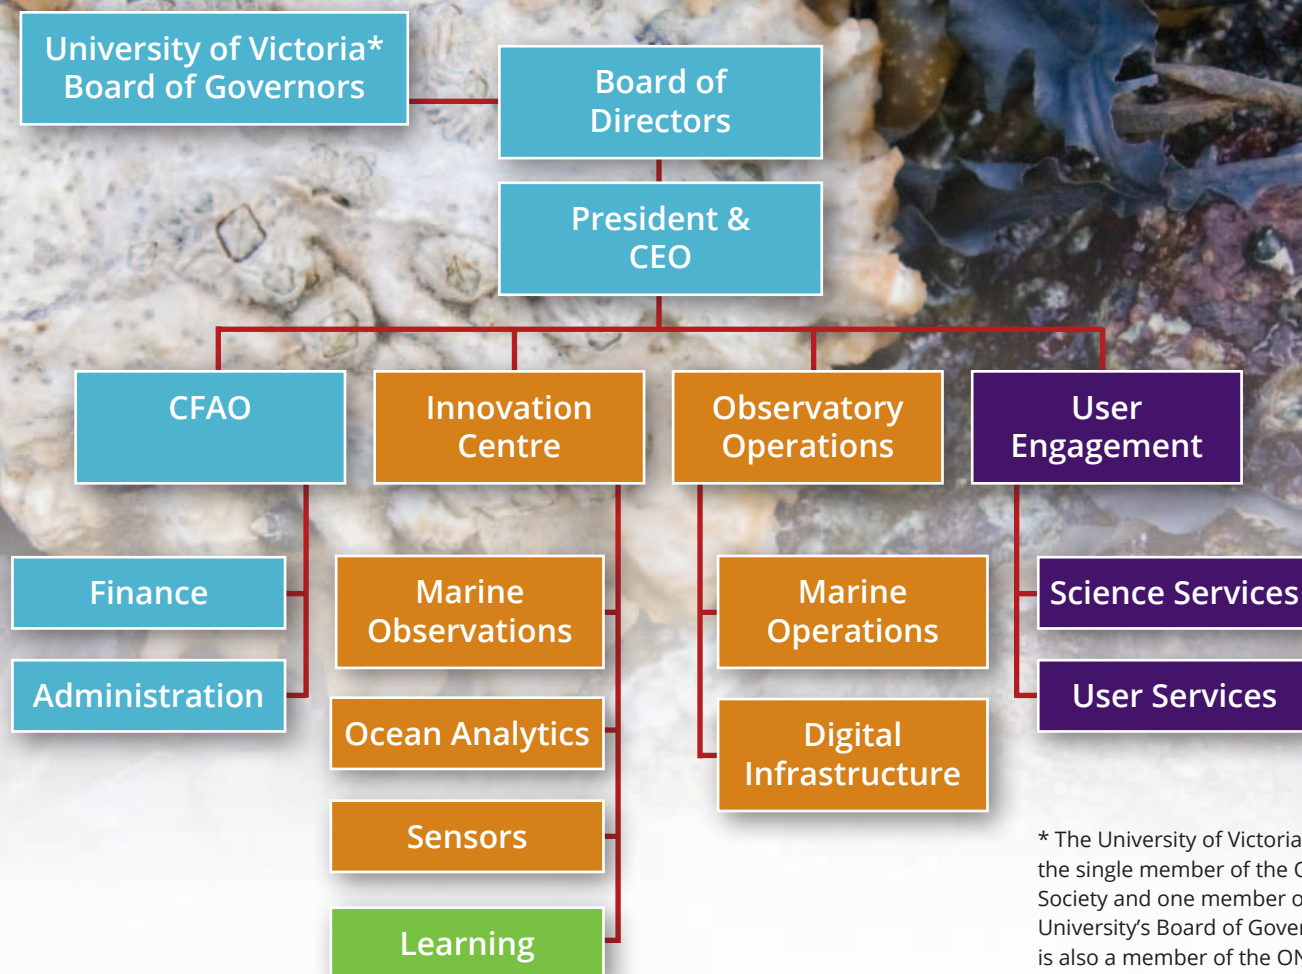 University of Victoria*
Board of Governors
Board of
Directors
President &
CEO
CFAO
Innovation
Centre
Observatory
Operations
User
Engagement
Finance
Administration
Marine
Observations
Ocean Analytics
Sensors
Learning
Marine
Operations
Digital
Infrastructure
Science Services
User Services
* The University of Victoria
the single member of the
Society and one member
University's Board of
is also a member of the